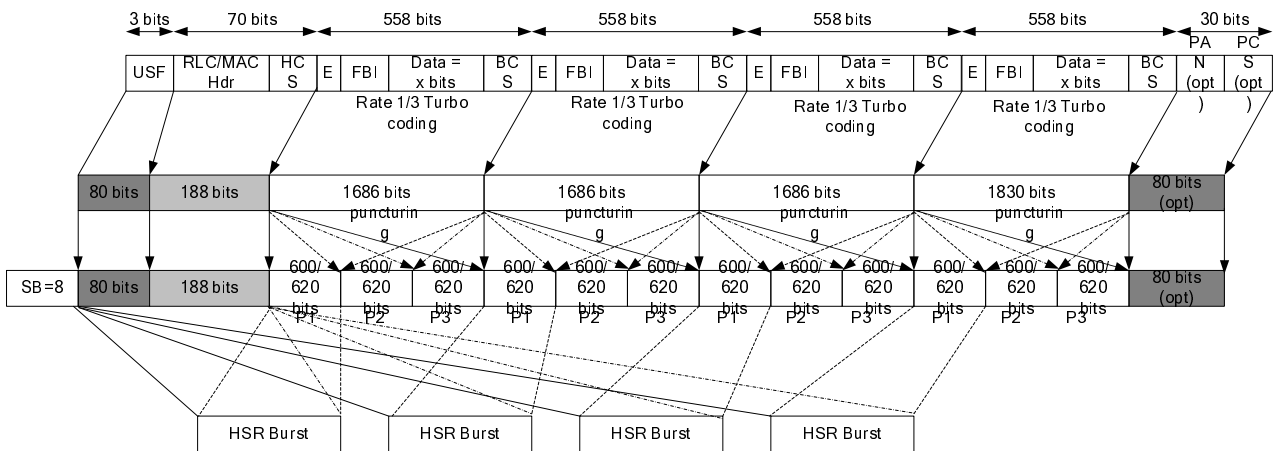 3 bits 70 bits 558 bits 558 bits 558 bits 558 bits 30 bits
USF RLC/MAC Hdr HC S E FBI Data = x bits BC S E FBI Data = x bits BC S E FBI Data = x bits BC S E FBI Data = x bits BC S PA N (opt ) PC S (opt )
Rate 1/3 Turbo coding Rate 1/3 Turbo coding Rate 1/3 Turbo coding Rate 1/3 Turbo coding
80 bits 188 bits 1686 bits 1686 bits 1686 bits 1830 bits 80 bits (opt)
puncturin g puncturin g puncturin g puncturin g
SB=8 80 bits 188 bits 600/ 620 bits P1 600/ 620 bits P2 600/ 620 bits P3 600/ 620 bits P1 600/ 620 bits P2 600/ 620 bits P3 600/ 620 bits P1 600/ 620 bits P2 600/ 620 bits P3 600/ 620 bits P1 600/ 620 bits P2 600/ 620 bits P3 80 bits (opt)
HSR Burst HSR Burst HSR Burst HSR Burst